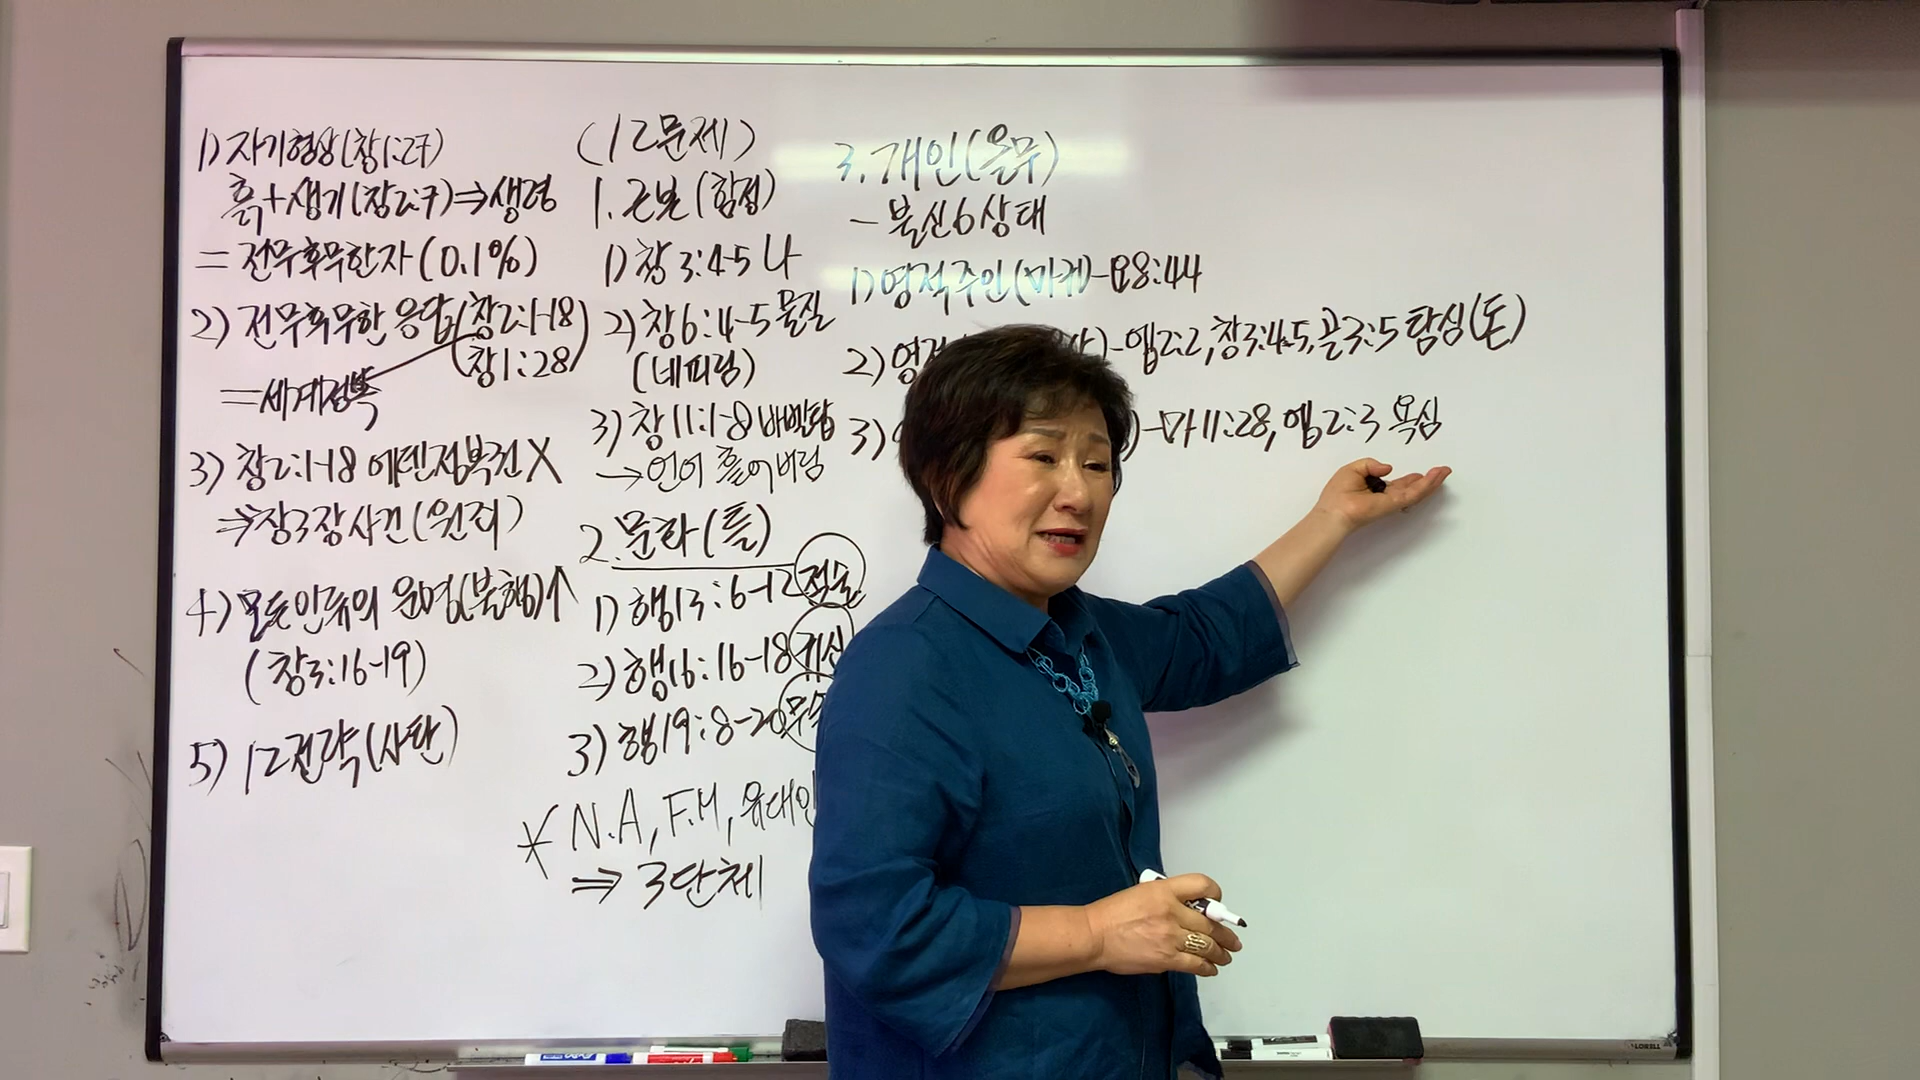 1) 자기형상(창1:27)
흙+생기(창2:7)⇒생령
= 전무후무한자(0.1%)
2) 전무후무한 응답(창2:1-18)
(창1:28)
=세계정복
3) 창2:1-18 에덴정복권 X
⇒창3장사건(원죄)
4) 모든인류의 운명(불행)↑
(창3:16-19)
5) 12전략(사탄)
(12문제)
1. 근본(함정)
1) 창3:4-5 나
2) 창6:4-5 물질
(네피림)
3) 창11:1-8 바벨탑
→언어 흩어버림
2. 문화(틀)
1) 행13:6-12 점술
2) 행16:16-18 귀신
3) 행19:8-20
* N.A, F.M, 유대인
⇒ 3단체
3. 개인(올무)
- 불신6상태
1) 영적주인(마귀)-요8:44
2) 영적 -엡2:2, 창3:4-5, 골3:5 탐심(돈)
3) -마11:28, 엡2:3 욕심
LORELL